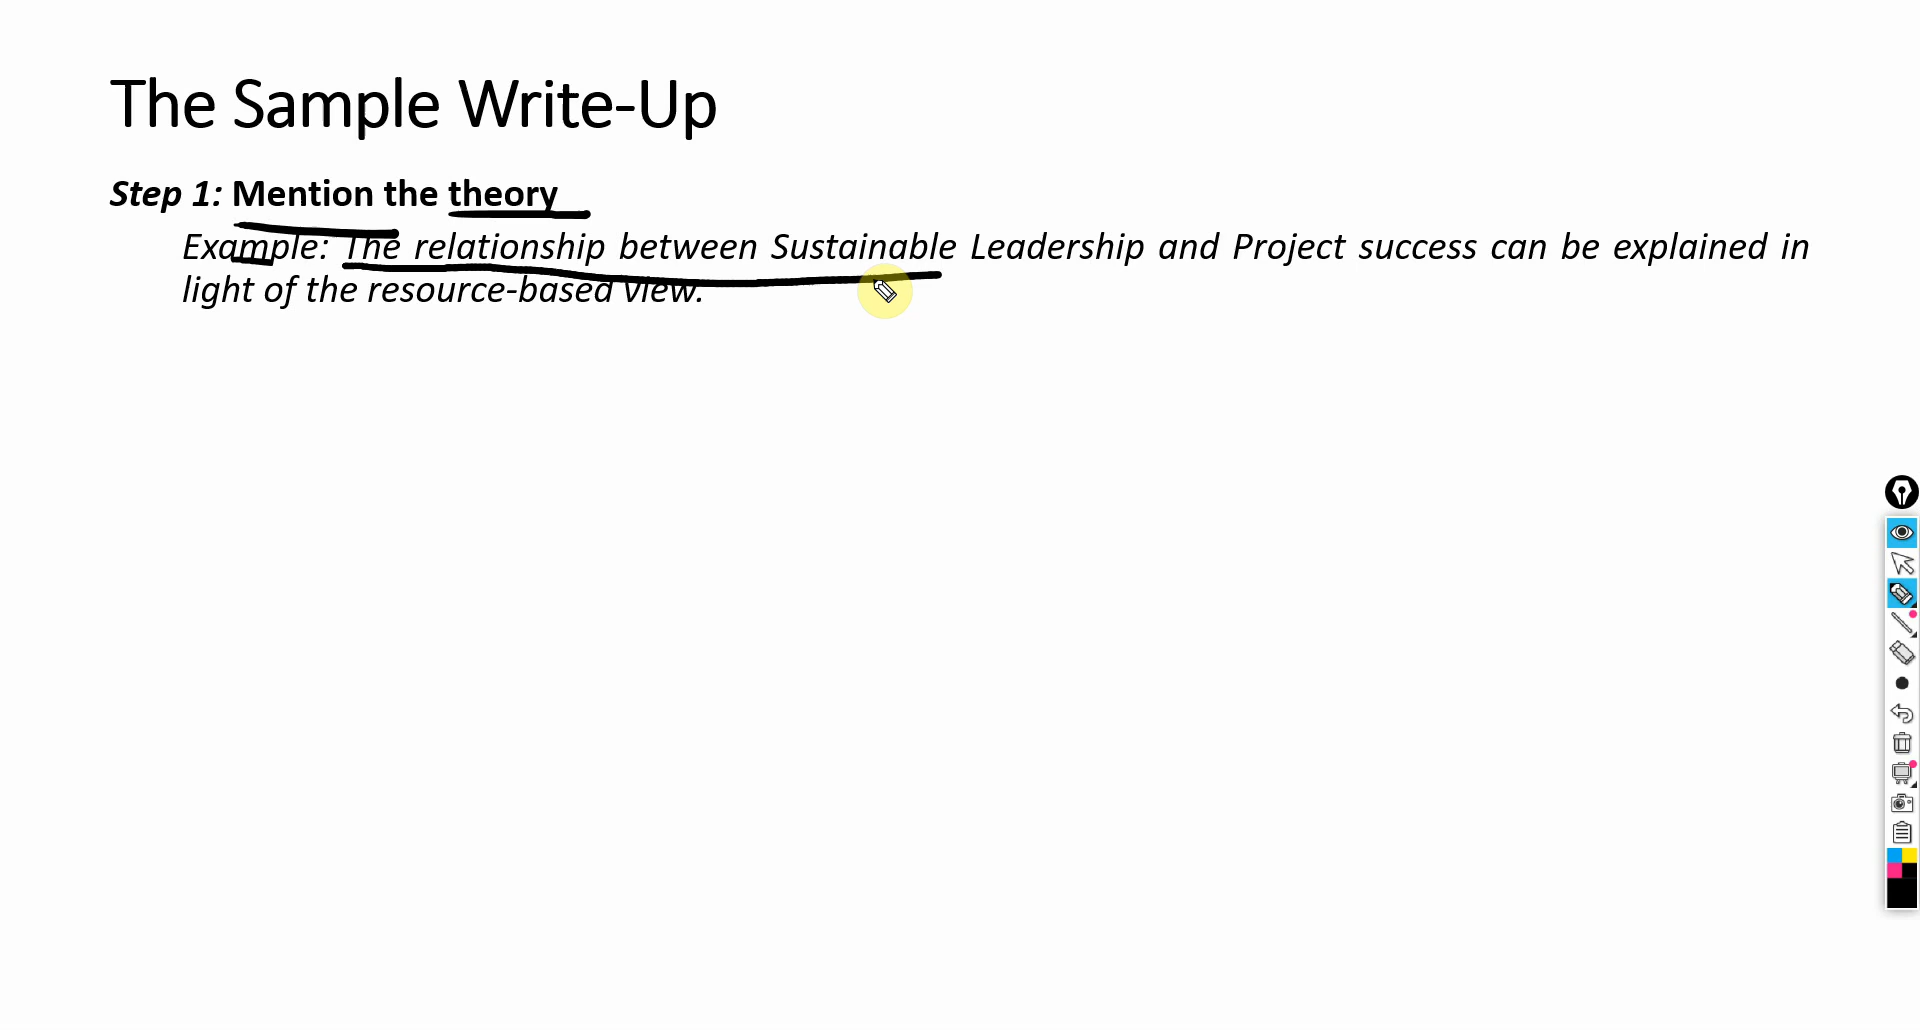 The Sample Write-Up
Step 1: Mention the theory
Example: The relationship between Sustainable Leadership and Project success can be explained in
light of the resource-based view.